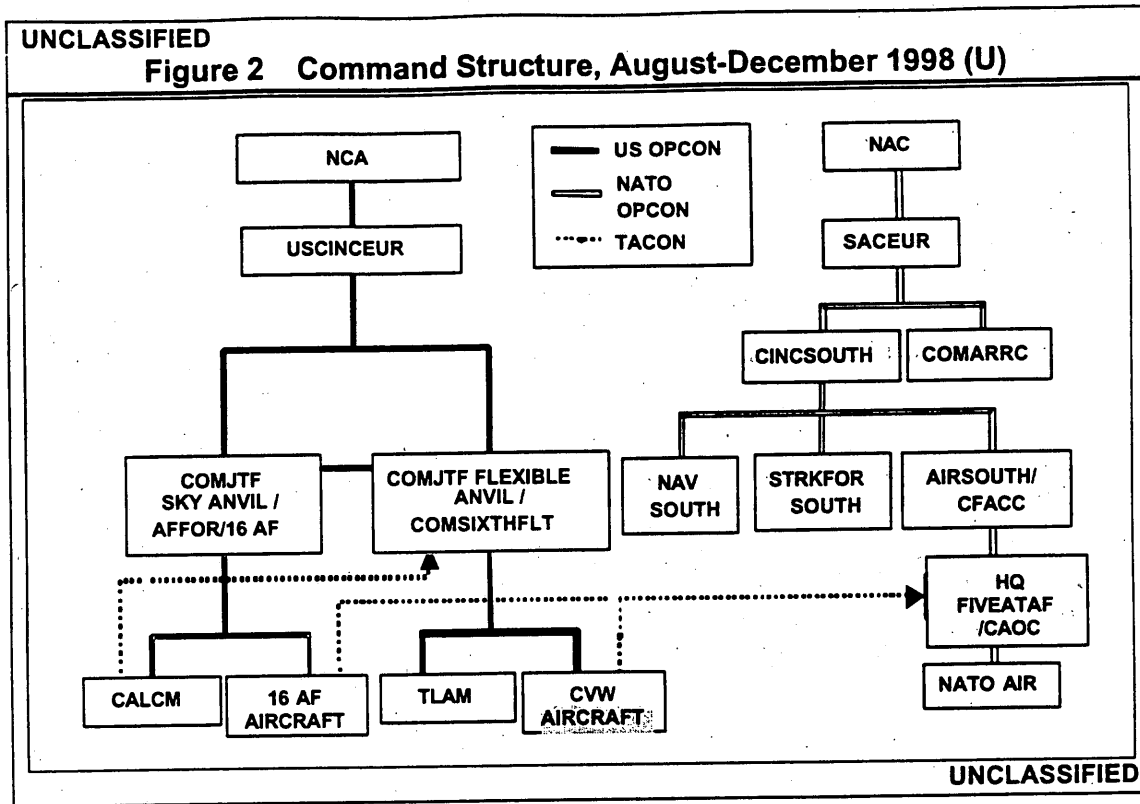 UNCLASSIFIED
Figure 2 Command Structure, August-December 1998 (U)
NCA
USCINCEUR
US OPCON
NATO
OPCON
TACON
NAC
SACEUR
CINCSOUTH
COMARRC
COMJTF
SKY ANVIL /
AFFOR/16 AF
COMJTF FLEXIBLE
ANVIL /
COMSIXTHFLT
NAV
SOUTH
STRKFOR
SOUTH
AIRSOUTH/
CFACC
HQ
FIVEATAF
/CAOC
CALCM
16 AF
AIRCRAFT
TLAM
CVW
AIRCRAFT
NATO AIR
UNCLASSIFIED